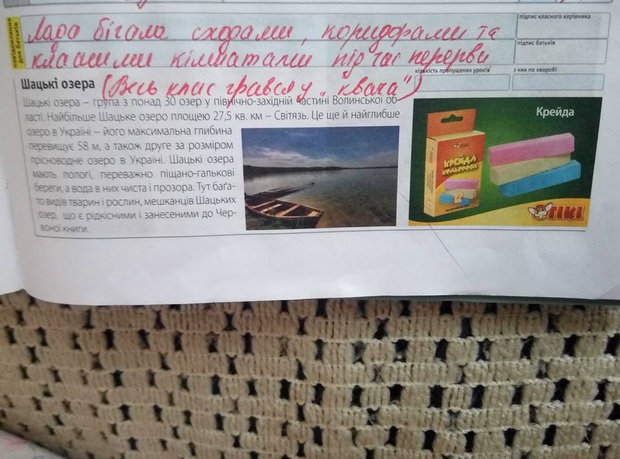 підпис класного керівника
Лада бігала сходами, коридорами та
класними кімнатами під час перерви
підпис батьків
кількість пропущених уроків
з них по хворобі
(Весь клас грався у "квача")
Шацькі озера
Шацькі озера – група з понад 30 озер у північно-західній частині Волинської об
ласті. Найбільше Шацьке озеро площею 27,5 кв. км – Світязь. Це ще й найглибше
озеро в Україні – його максимальна глибина
перевищує 58 м, а також друге за розміром
прісноводне озеро в Україні. Шацькі озера
мають пологі, переважно піщано-галькові
береги, а вода в них чиста і прозора. Тут бага-
то видів тварин і рослин, мешканців Шацьких
озер, що є рідкісними і занесеними до Чер-
воної книги.
Крейда
КРЕЙДА
КОЛЬОРОВА
ТІКІ